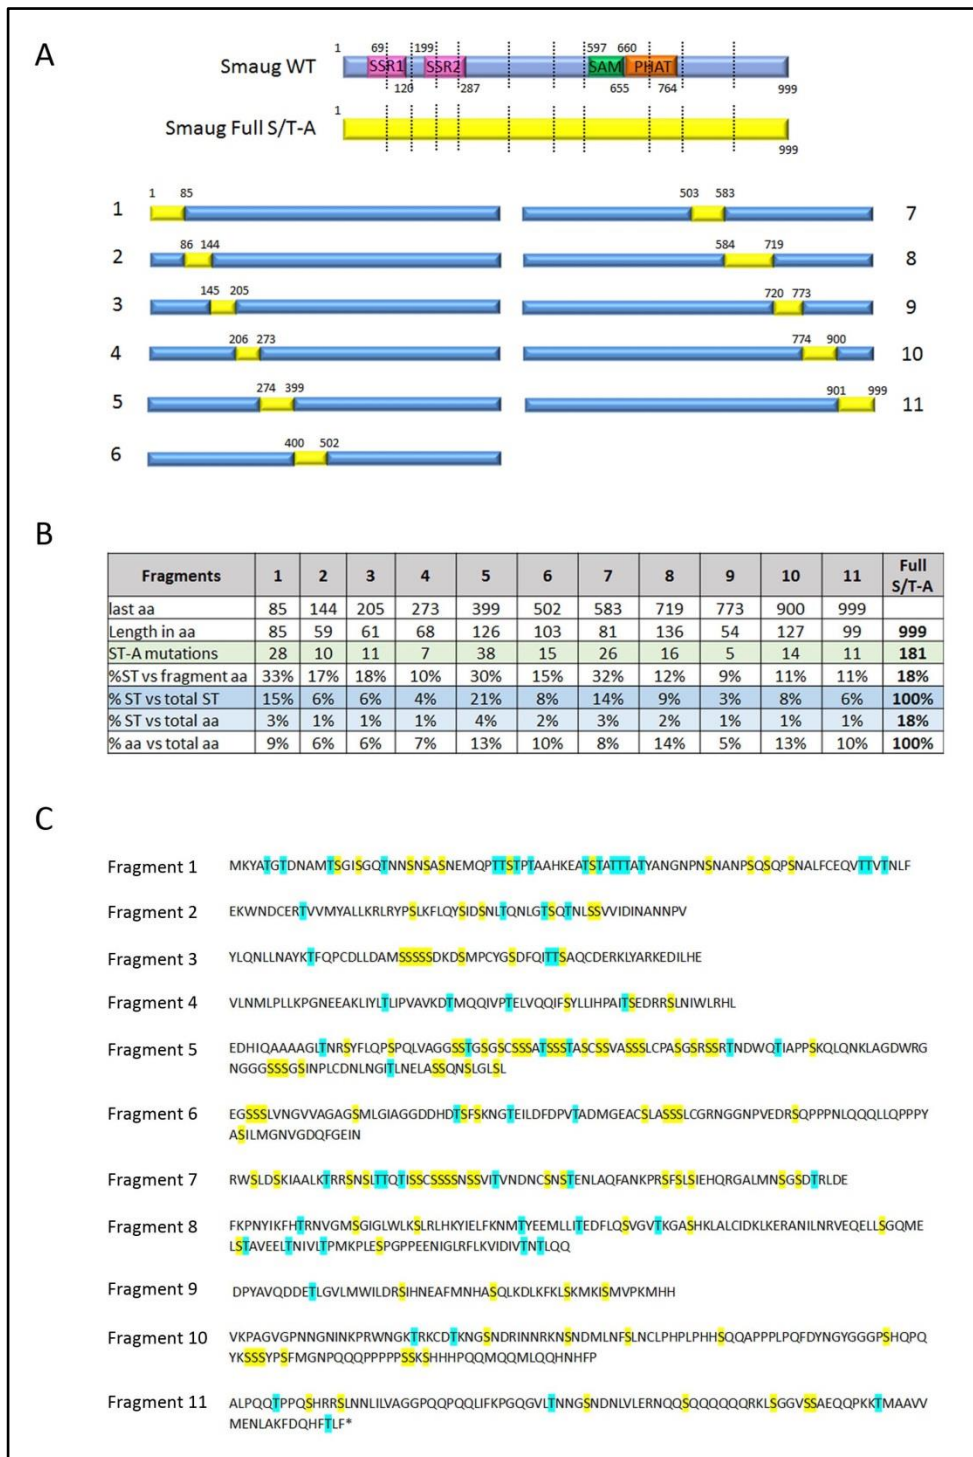 A
1 69 199 597 660
Smaug WT SSR1 SSR2 SAM PHAT
120 287 655 764 999
1
Smaug Full S/T-A
999
1 1 85
2 86 144
3 145 205
4 206 273
5 274 399
6 400 502
503 583 7
584 719 8
720 773 9
774 900 10
901 999 11
B
Fragments 1 2 3 4 5 6 7 8 9 10 11 Full S/T-A
last aa 85 144 205 273 399 502 583 719 773 900 999
Length in aa 85 59 61 68 126 103 81 136 54 127 99 999
ST-A mutations 28 10 11 7 38 15 26 16 5 14 11 181
%ST vs fragment aa 33% 17% 18% 10% 30% 15% 32% 12% 9% 11% 11% 18%
% ST vs total ST 15% 6% 6% 4% 21% 8% 14% 9% 3% 8% 6% 100%
% ST vs total aa 3% 1% 1% 1% 4% 2% 3% 2% 1% 1% 1% 18%
% aa vs total aa 9% 6% 6% 7% 13% 10% 8% 14% 5% 13% 10% 100%
C
Fragment 1 MKYATGTDNAMTSGISGQTNNSNSASNEMQPTTSTPTAAHKEATSTATTTATYANGNPNSNANPSQSQPSNALFCEQVTTVTNLF
Fragment 2 EKWNDCERTVVMYALLKRLRYPSLKFLQYSIDSNLTQNLGTSQTNLSSVVIDINANNPV
Fragment 3 YLQNLLNAYKTFQPCDLLDAMSSSSSDKDSMPCYGSDFQITTSAQCDERKLYARKEDILHE
Fragment 4 VLNMLPLLKPGNEEAKLIYLTLIPVAVKDTMQQIVPTELVQQIFSYLLIHPAITSEDRRSLNIWLRHL
Fragment 5 EDHIQAAAAGLTNRSYFLQPSPQLVAGGSSTGSGSCSSSATSSSTASCSSVASSSLCPASGSRSSRTNDWQTIAPPSKQLQNKLAGDWRG
NGGGSSSGSINPLCDNLNGITLNELASSQNSLGLSL
Fragment 6 EGSSSLVNGVVAGAGSMLGIAGGDDHDTSFSKNGTEILDFDPVTADMGEACSLASSSLCGRNGGNPVEDRSQPPPNLQQQLLQPPPY
ASILMGNVGDQFGEIN
Fragment 7 RWSLDSKIAALKTRRSNSLTTQTISSCSSSSNSSVITVNDNCSNSTENLAQFANKPRSFSLSIEHQRGALMNSGSDTRLDE
Fragment 8 FKPNYIKFHTRNVGMSGIGLWLKSLRLHKYIELFKNMTYEEMLLITEDFLQSVGVTKGASHKLALCIDKLKERANILNRVEQELLSGQME
LSTAVEELTNIVLTPMKPLESPGPPEENIGLRFLKVIDIVTNTLQQ
Fragment 9 DPYAVQDDETLGVLMWILDRSIHNEAFMNHASQLKDLKFKLSKMKISMVPKMHH
Fragment 10 VKPAGVGPNNGNINKPRWNGKTRKCDTKNGSNDRINNRKNSNDMLNFSLNCLPHPLPHHSQQAPPPLPQFDYNGYGGGPSHQPQ
YKSSSYPSFMGNPQQQPPPPPSSKSHHHPQQMQQMLQQHNHFP
Fragment 11 ALPQQTPPQSHRRSLNNLILVAGGPQQPQQLIFKPGQGVLTNNGSNDNLVLERNQQSQQQQQQRKLSGGVSSAEQQPKKTMAAVV
MENLAKFDQHFTLF*